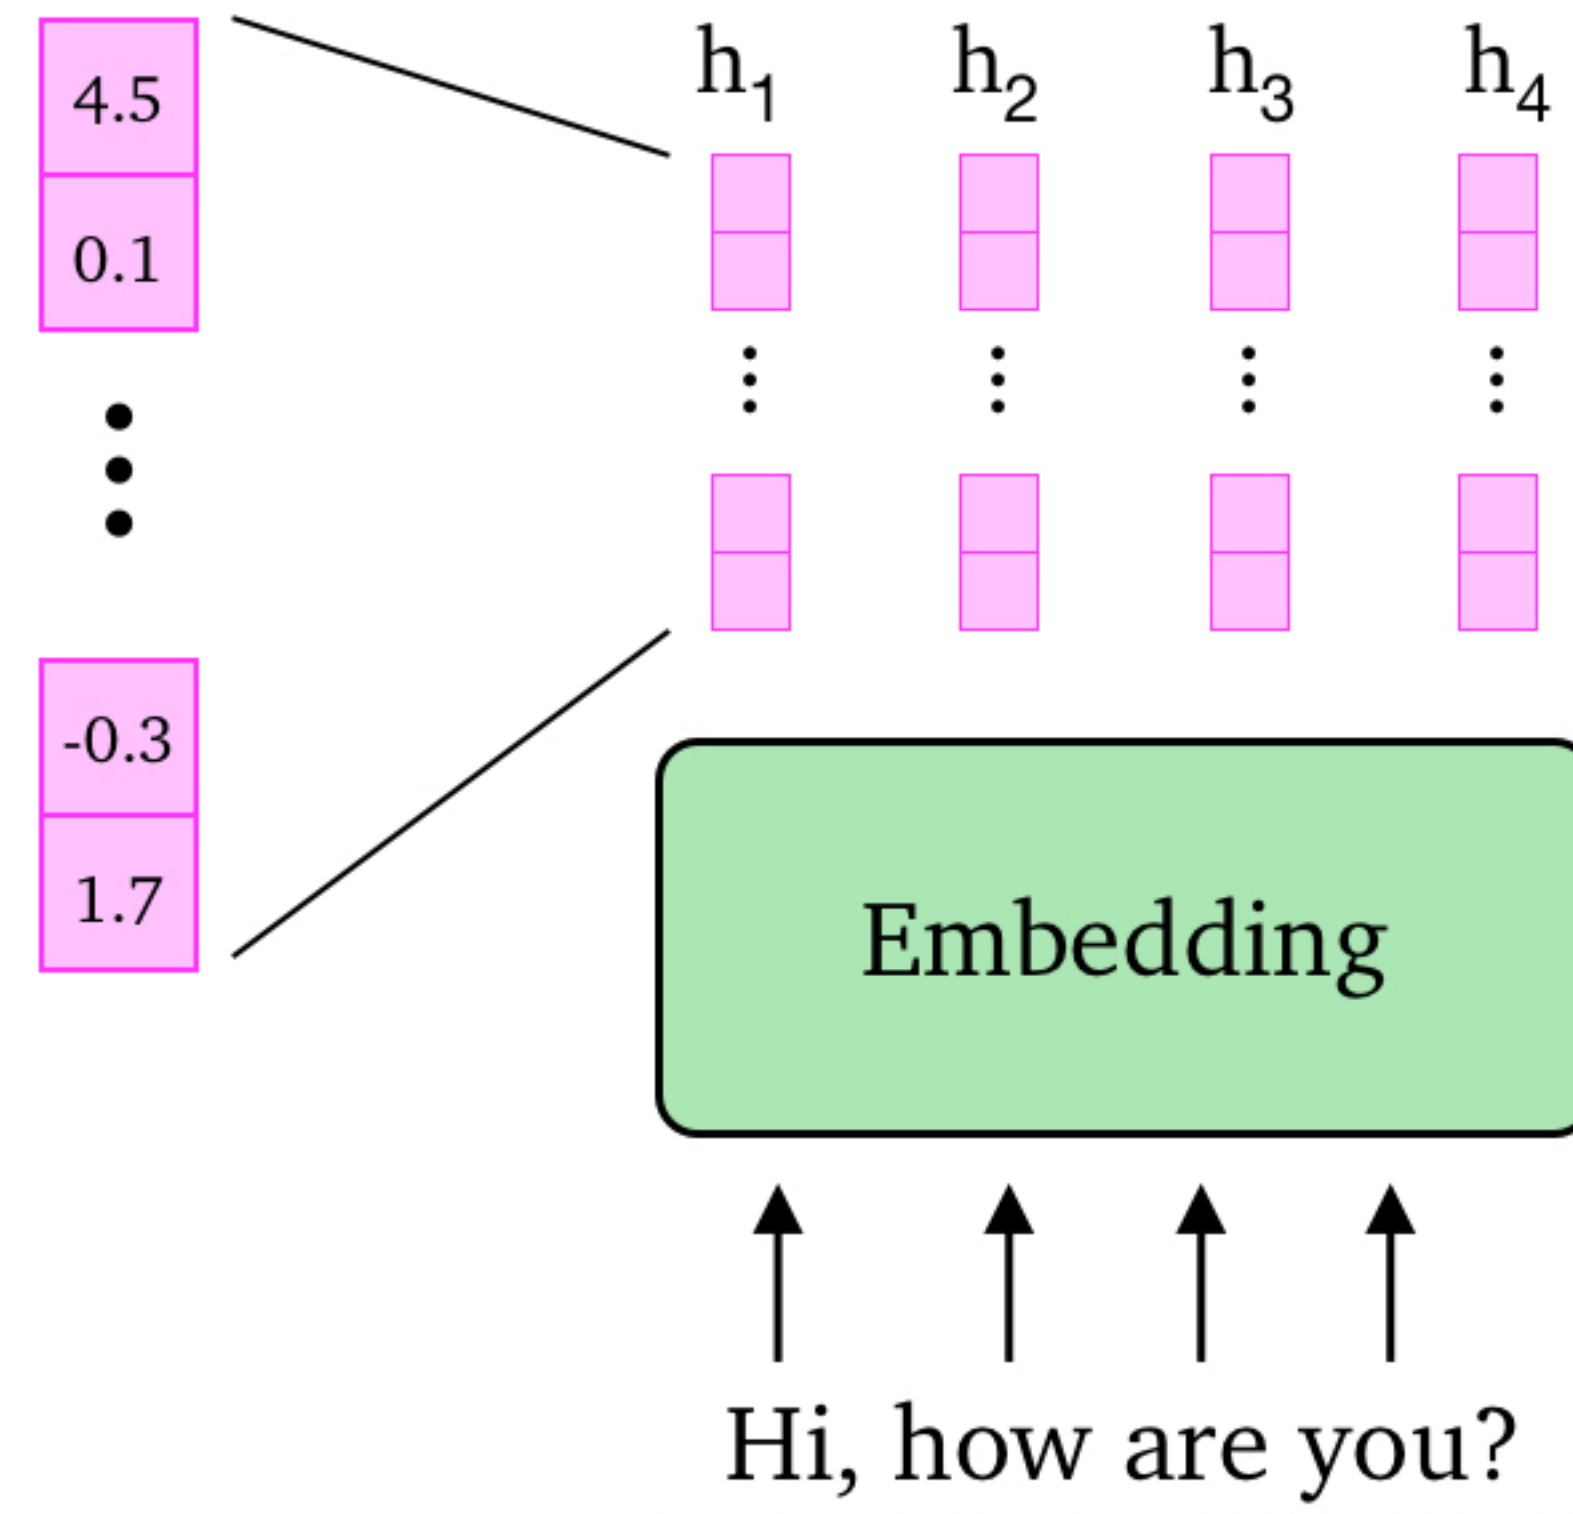 4.5
0.1
-0.3
1.7
h₁ h₂ h₃ h₄
Embedding
Hi, how are you?